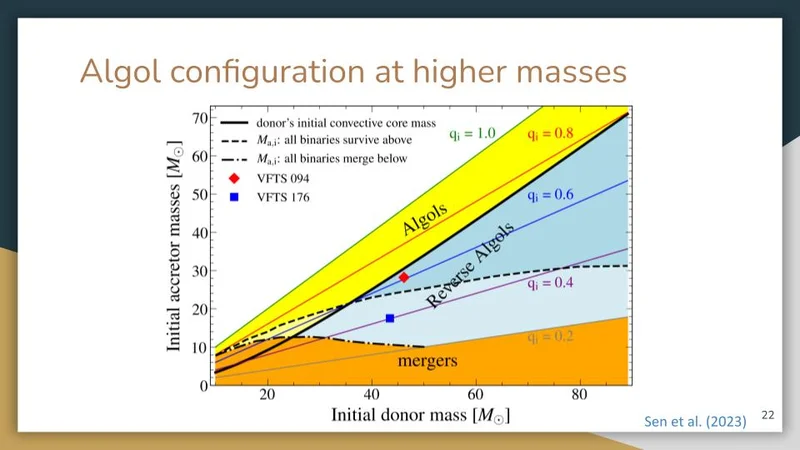 Algol configuration at higher masses
donor's initial convective core mass
Ma,i: all binaries survive above
Ma,i: all binaries merge below
VFTS 094
VFTS 176
qi = 1.0
qi = 0.8
qi = 0.6
qi = 0.4
qi = 0.2
Algols
Reverse Algols
mergers
Initial accretor masses [M☉]
70
60
50
40
30
20
10
0
20
40
60
80
Initial donor mass [M☉]
Sen et al. (2023)
22